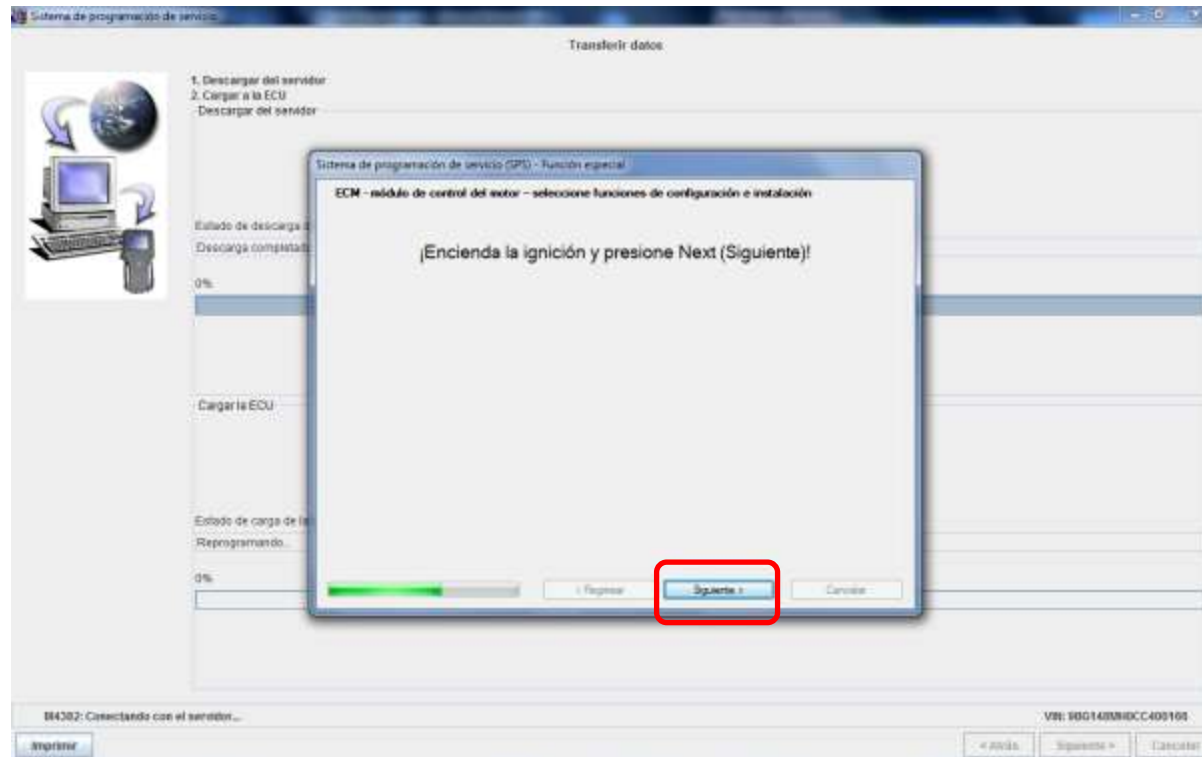 Sistema de programación de servicio
Transferir datos
1. Descargar del servidor
2. Cargar a la ECU
Descargar del servidor
Sistema de programación de servicio (SPS) - Función especial
ECM - módulo de control del motor – seleccione funciones de configuración e instalación
¡Encienda la ignición y presione Next (Siguiente)!
Estado de descarga
Descarga completada
0%
Cargar la ECU
Estado de carga de la
Reprogramando...
0%
< Regresar
Siguiente >
Cancelar
Conectando con el servidor...
VIN:
Imprimir
< Atrás
Siguiente >
Cancelar